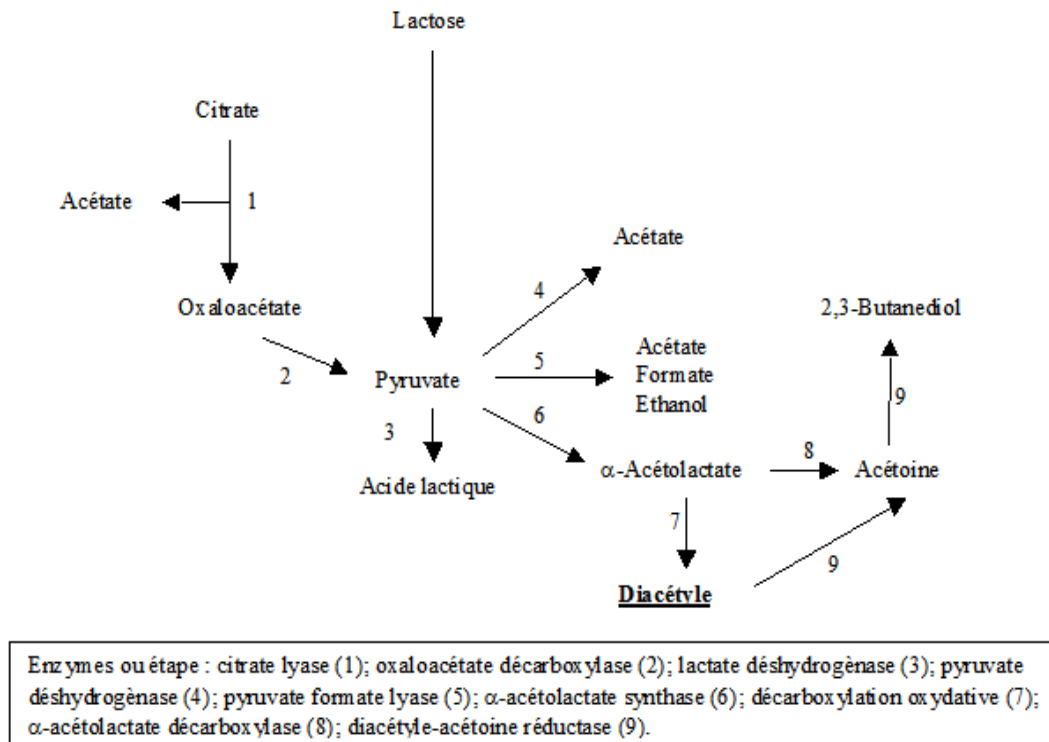 Lactose
Citrate
Acétate
1
Acétate
Oxaloacétate
4
2,3-Butanediol
2
Pyruvate
5
Acétate
Formate
Ethanol
9
3
6
Acide lactique
α-Acétolactate
8
Acétoine
7
9
Diacétyle
Enzymes ou étape : citrate lyase (1); oxaloacétate décarboxylase (2); lactate déshydrogènase (3); pyruvate
déshydrogènase (4); pyruvate formate lyase (5); α-acétolactate synthase (6); décarboxylation oxydative (7);
α-acétolactate décarboxylase (8); diacétyle-acétoine réductase (9).